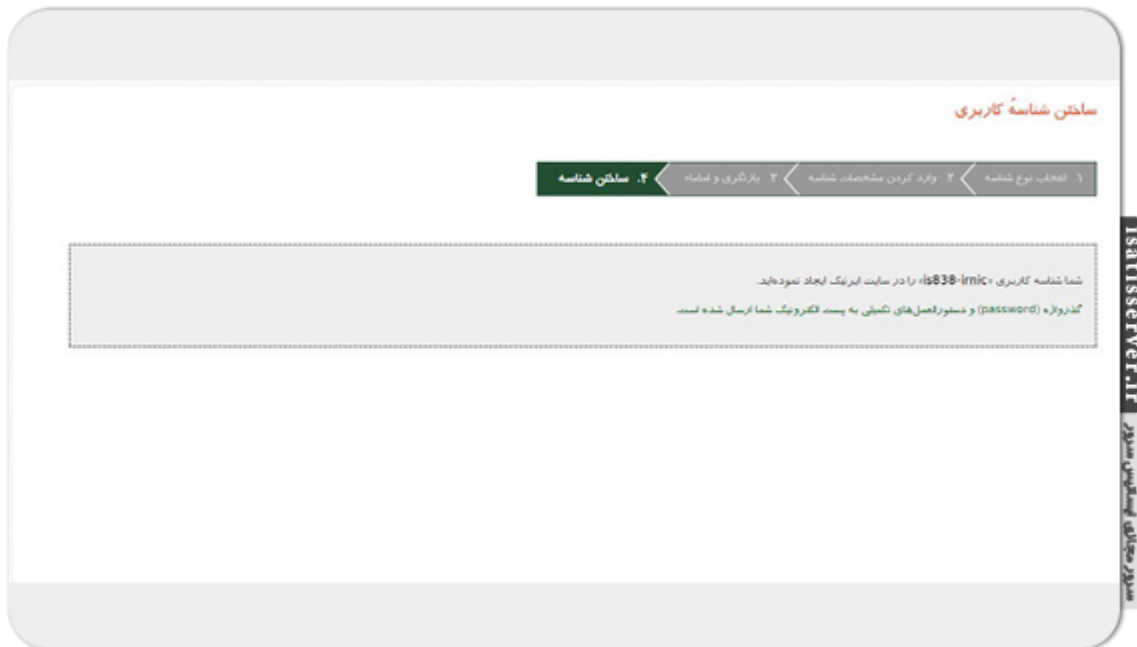 ساختن شناسهٔ کاربری
۱. انتخاب نوع شناسه ۲. وارد کردن مشخصات شناسه ۳. بازنگری و امضاء ۴. ساختن شناسه
شما شناسه کاربری «is838-irnic» را در سایت ایرنیک ایجاد نموده‌اید.
گذرواژه (password) و دستورالعمل‌های تکمیلی به پست الکترونیک شما ارسال شده است.
isatisserver.ir
سرور مجازی ایساتیس سرور